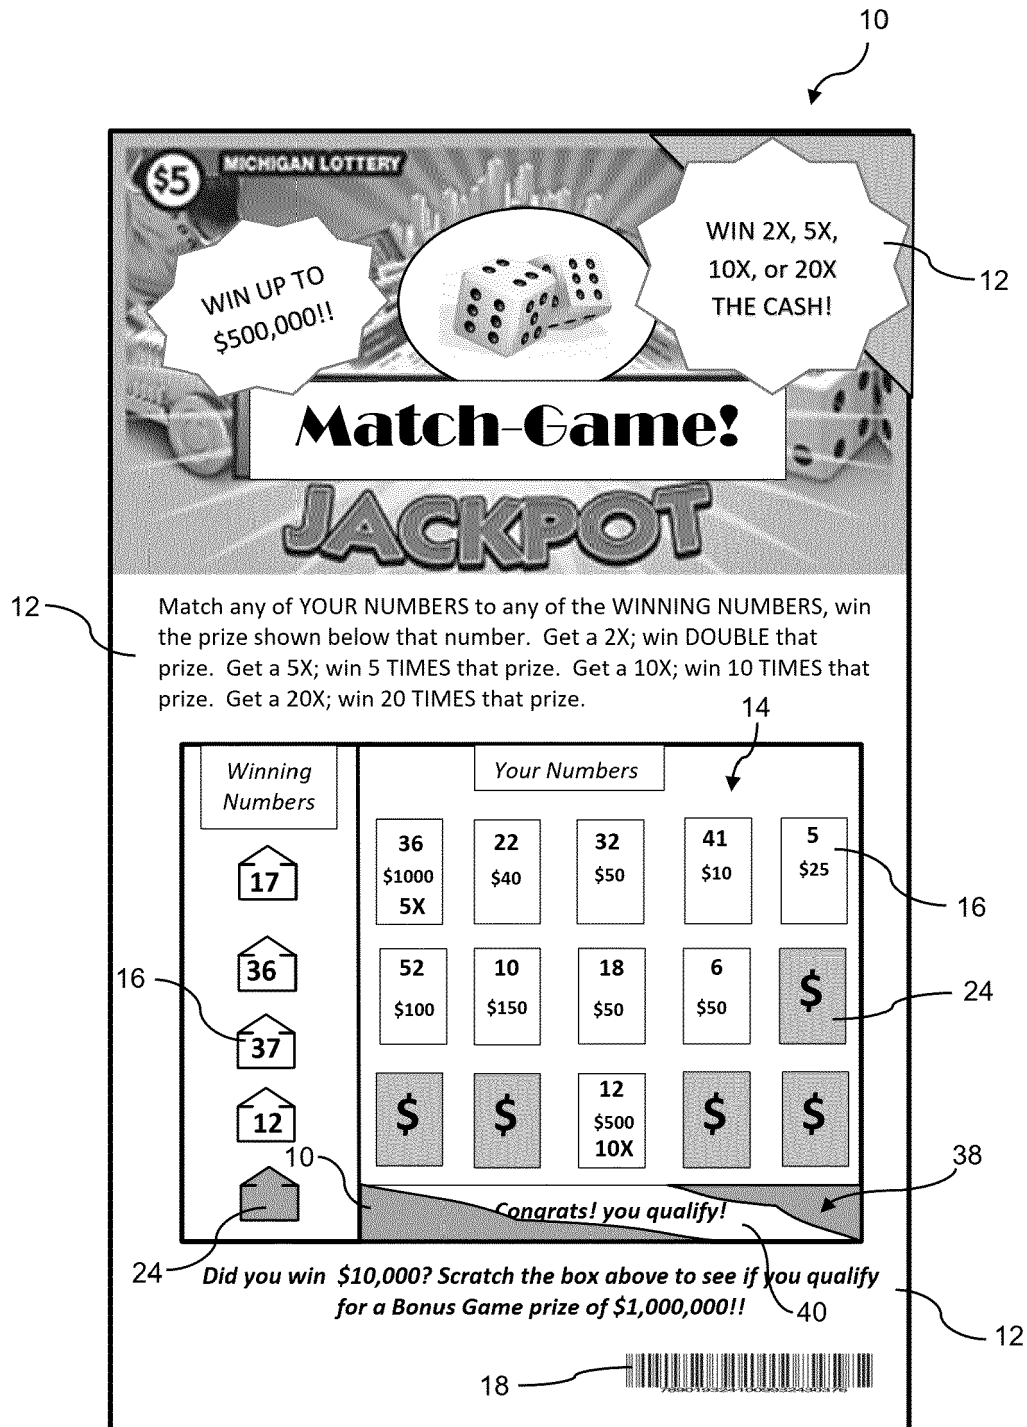 10
$5
MICHIGAN LOTTERY
WIN UP TO
$500,000!!
WIN 2X, 5X,
10X, or 20X
THE CASH!
12
Match-Game!
JACKPOT
12
Match any of YOUR NUMBERS to any of the WINNING NUMBERS, win
the prize shown below that number. Get a 2X; win DOUBLE that
prize. Get a 5X; win 5 TIMES that prize. Get a 10X; win 10 TIMES that
prize. Get a 20X; win 20 TIMES that prize.
14
Winning
Numbers
Your Numbers
17
36
37
12
16
24
36
$1000
5X
22
$40
32
$50
41
$10
5
$25
16
52
$100
10
$150
18
$50
6
$50
$
24
$
$
12
$500
10X
$
$
10
38
Congrats! you qualify!
40
Did you win $10,000? Scratch the box above to see if you qualify
for a Bonus Game prize of $1,000,000!!
12
18